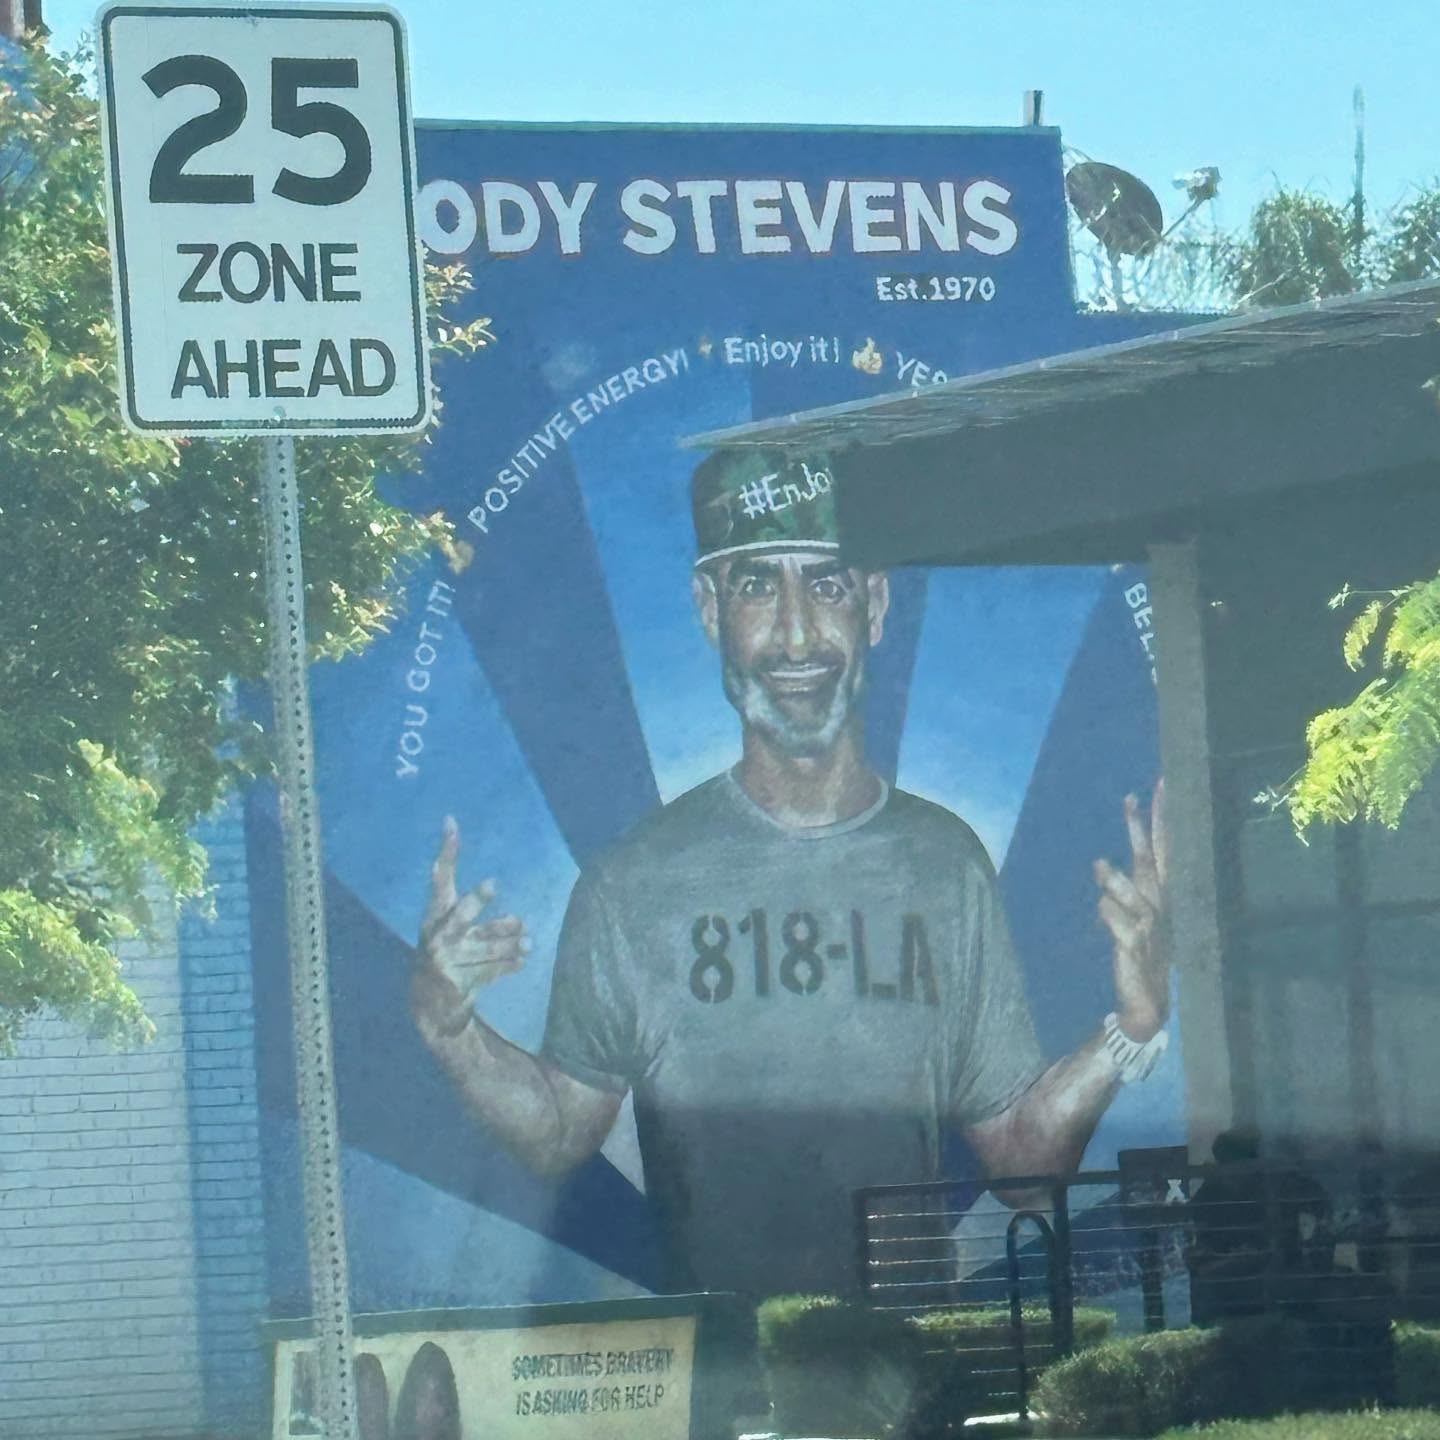 25
ZONE
AHEAD
ODY STEVENS
Est.1970
YOU GOT IT! POSITIVE ENERGY! Enjoy it!
#EnJo
818-LA
SOMETIMES BRAVERY
IS ASKING FOR HELP